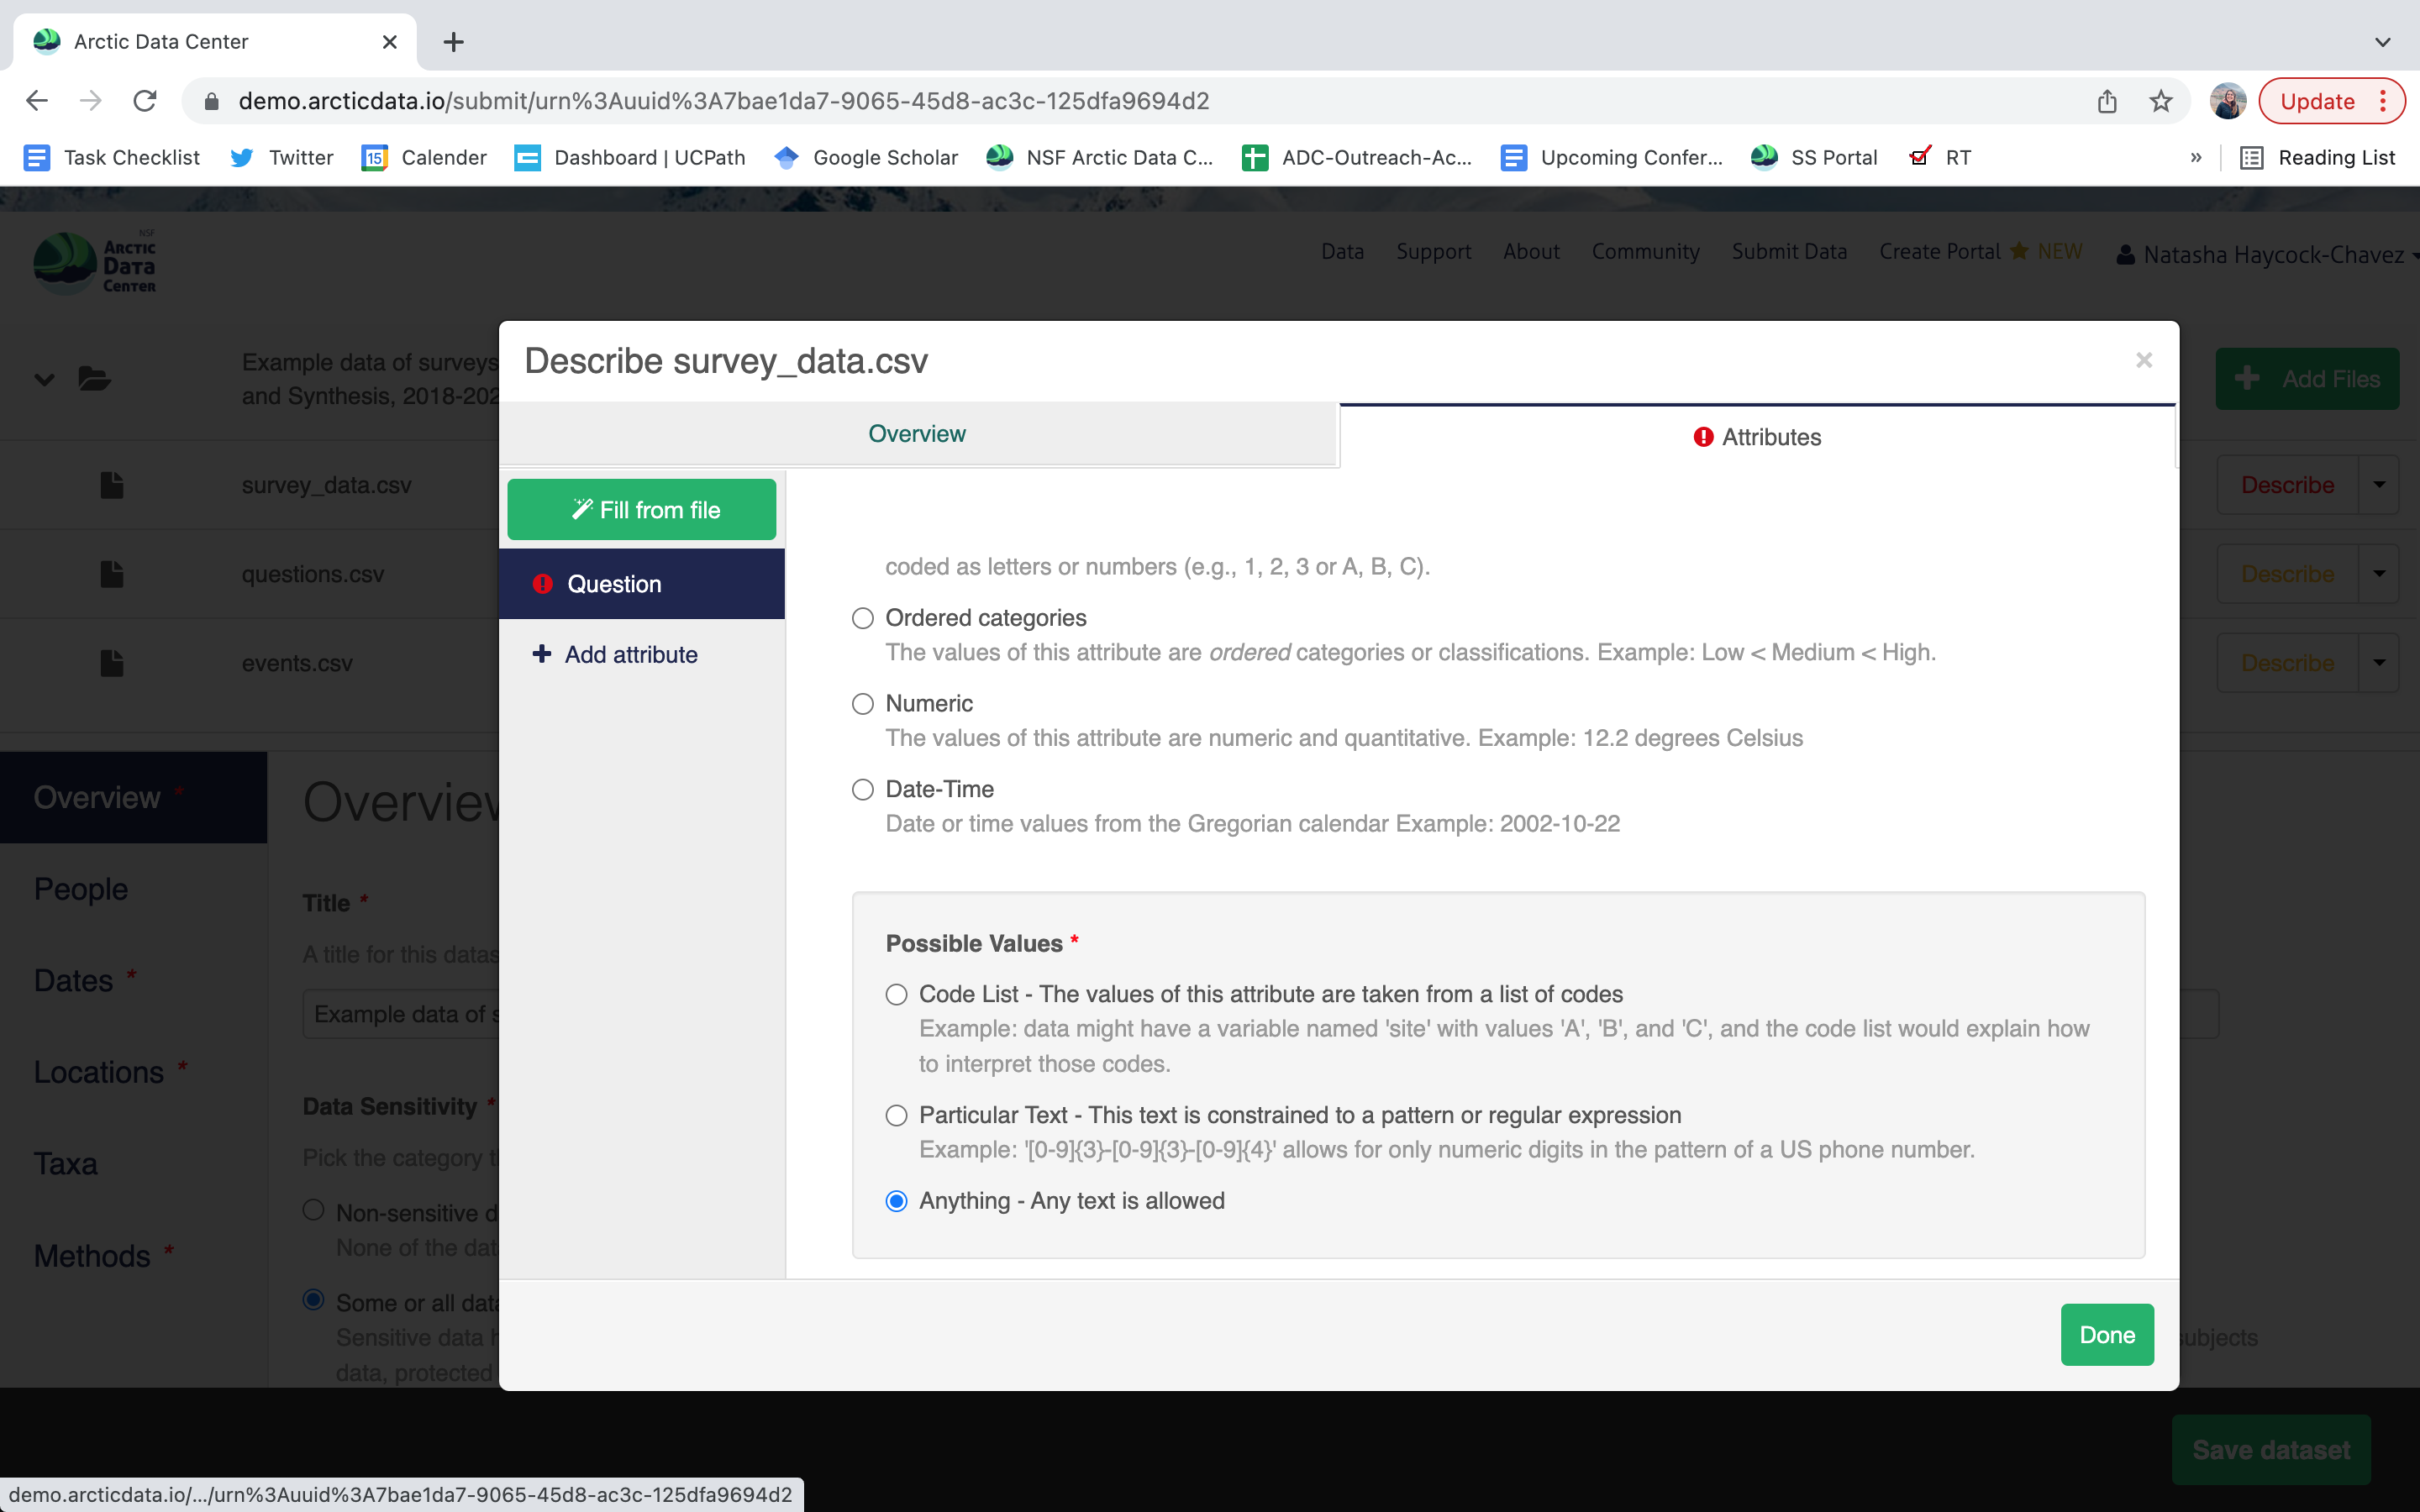 Arctic Data Center
demo.arcticdata.io/submit/urn%3Auuid%3A7bae1da7-9065-45d8-ac3c-125dfa9694d2
Update
Task Checklist
Twitter
15
Calender
Dashboard | UCPath
Google Scholar
NSF Arctic Data C...
ADC-Outreach-Ac...
Upcoming Confer...
SS Portal
RT
»
Reading List
NSF
ARCTIC
DATA
CENTER
Data
Support
About
Community
Submit Data
Create Portal
NEW
Natasha Haycock-Chavez
Example data of surveys
and Synthesis, 2018-202
Add Files
survey_data.csv
Describe
questions.csv
Describe
events.csv
Describe
Overview *
People
Dates *
Locations *
Taxa
Methods *
Overview
Title *
A title for this datas
Example data of s
Data Sensitivity *
Pick the category t
Non-sensitive d
None of the dat
Some or all data
Sensitive data h
data, protected
subjects
Describe survey_data.csv
×
Overview
Attributes
Fill from file
Question
Add attribute
coded as letters or numbers (e.g., 1, 2, 3 or A, B, C).
Ordered categories
The values of this attribute are ordered categories or classifications. Example: Low < Medium < High.
Numeric
The values of this attribute are numeric and quantitative. Example: 12.2 degrees Celsius
Date-Time
Date or time values from the Gregorian calendar Example: 2002-10-22
Possible Values *
Code List - The values of this attribute are taken from a list of codes
Example: data might have a variable named 'site' with values 'A', 'B', and 'C', and the code list would explain how
to interpret those codes.
Particular Text - This text is constrained to a pattern or regular expression
Example: '[0-9]{3}-[0-9]{3}-[0-9]{4}' allows for only numeric digits in the pattern of a US phone number.
Anything - Any text is allowed
Done
Save dataset
demo.arcticdata.io/.../urn%3Auuid%3A7bae1da7-9065-45d8-ac3c-125dfa9694d2